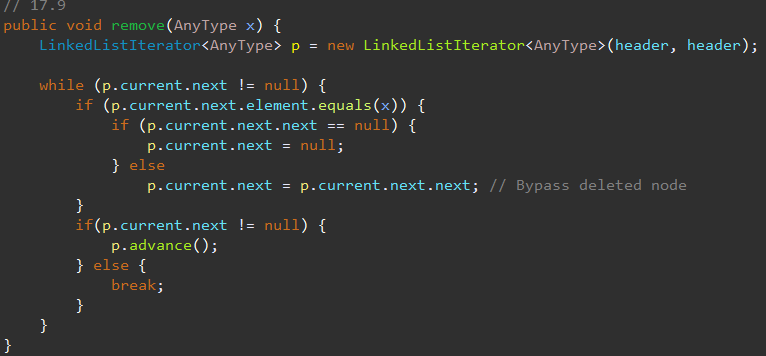 // 17.9
public void remove(AnyType x) {
    LinkedListIterator<AnyType> p = new LinkedListIterator<AnyType>(header, header);

    while (p.current.next != null) {
        if (p.current.next.element.equals(x)) {
            if (p.current.next.next == null) {
                p.current.next = null;
            } else
                p.current.next = p.current.next.next; // Bypass deleted node
        }
        if(p.current.next != null) {
            p.advance();
        } else {
            break;
        }
    }
}